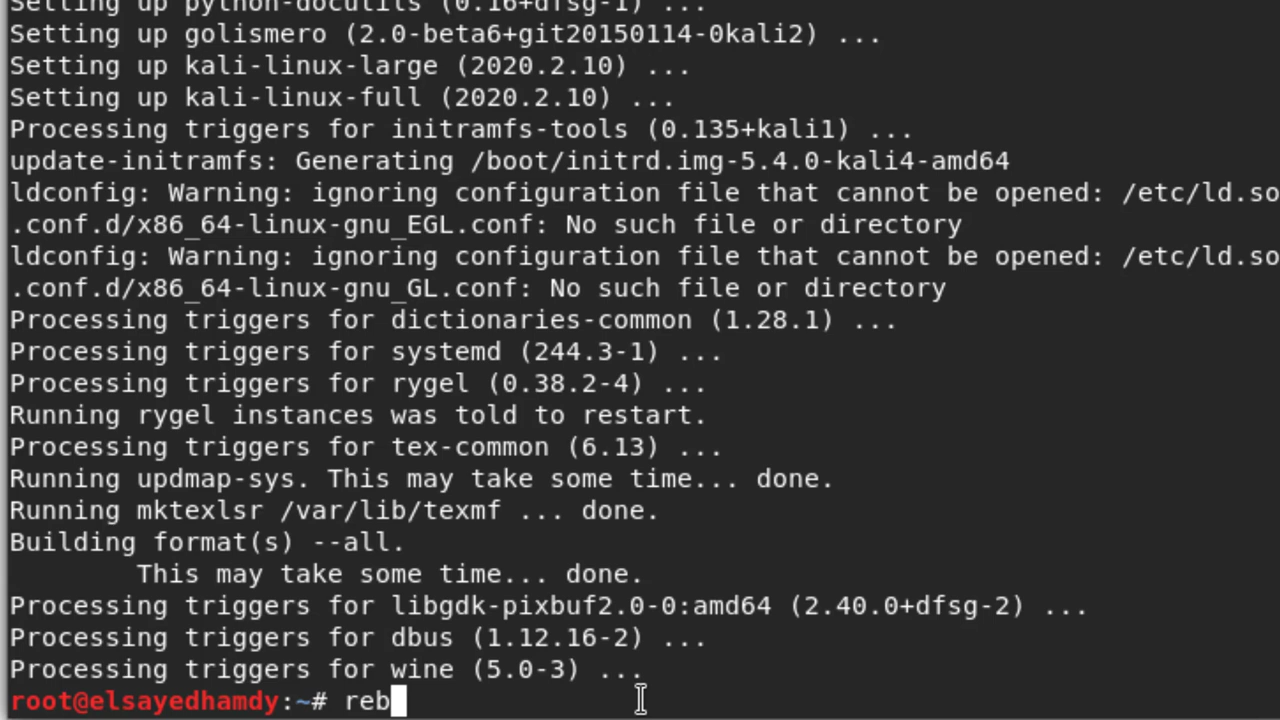 Setting up python-docutils (0.16+dfsg-1) ...
Setting up golismero (2.0-beta6+git20150114-0kali2) ...
Setting up kali-linux-large (2020.2.10) ...
Setting up kali-linux-full (2020.2.10) ...
Processing triggers for initramfs-tools (0.135+kali1) ...
update-initramfs: Generating /boot/initrd.img-5.4.0-kali4-amd64
ldconfig: Warning: ignoring configuration file that cannot be opened: /etc/ld.so
.conf.d/x86_64-linux-gnu_EGL.conf: No such file or directory
ldconfig: Warning: ignoring configuration file that cannot be opened: /etc/ld.so
.conf.d/x86_64-linux-gnu_GL.conf: No such file or directory
Processing triggers for dictionaries-common (1.28.1) ...
Processing triggers for systemd (244.3-1) ...
Processing triggers for rygel (0.38.2-4) ...
Running rygel instances was told to restart.
Processing triggers for tex-common (6.13) ...
Running updmap-sys. This may take some time... done.
Running mktexlsr /var/lib/texmf ... done.
Building format(s) --all.
This may take some time... done.
Processing triggers for libgdk-pixbuf2.0-0:amd64 (2.40.0+dfsg-2) ...
Processing triggers for dbus (1.12.16-2) ...
Processing triggers for wine (5.0-3) ...
root@elsayedhamdy:~# reb